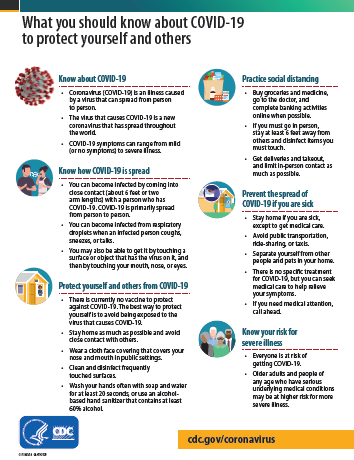 What you should know about COVID-19
to protect yourself and others
Know about COVID-19
• Coronavirus (COVID-19) is an illness caused
by a virus that can spread from person
to person.
• The virus that causes COVID-19 is a new
coronavirus that has spread throughout
the world.
• COVID-19 symptoms can range from mild
(or no symptoms) to severe illness.
Know how COVID-19 is spread
• You can become infected by coming into
close contact (about 6 feet or two
arm lengths) with a person who has
COVID-19. COVID-19 is primarily spread
from person to person.
• You can become infected from respiratory
droplets when an infected person coughs,
sneezes, or talks.
• You may also be able to get it by touching a
surface or object that has the virus on it, and
then by touching your mouth, nose, or eyes.
Protect yourself and others from COVID-19
• There is currently no vaccine to protect
against COVID-19. The best way to protect
yourself is to avoid being exposed to the
virus that causes COVID-19.
• Stay home as much as possible and avoid
close contact with others.
• Wear a cloth face covering that covers your
nose and mouth in public settings.
• Clean and disinfect frequently
touched surfaces.
• Wash your hands often with soap and water
for at least 20 seconds, or use an alcohol-
based hand sanitizer that contains at least
60% alcohol.
Practice social distancing
• Buy groceries and medicine,
go to the doctor, and
complete banking activities
online when possible.
• If you must go in person,
stay at least 6 feet away from
others and disinfect items you
must touch.
• Get deliveries and takeout,
and limit in-person contact as
much as possible.
Prevent the spread of
COVID-19 if you are sick
• Stay home if you are sick,
except to get medical care.
• Avoid public transportation,
ride-sharing, or taxis.
• Separate yourself from other
people and pets in your home.
• There is no specific treatment
for COVID-19, but you can seek
medical care to help relieve
your symptoms.
• If you need medical attention,
call ahead.
Know your risk for
severe illness
• Everyone is at risk of
getting COVID-19.
• Older adults and people of
any age who have serious
underlying medical conditions
may be at higher risk for more
severe illness.
CDC
cdc.gov/coronavirus